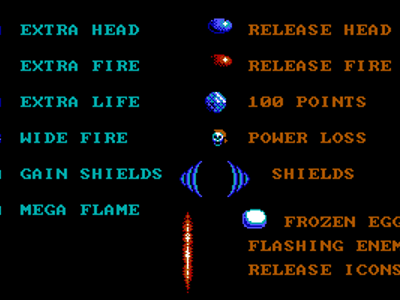 EXTRA HEAD
EXTRA FIRE
EXTRA LIFE
WIDE FIRE
GAIN SHIELDS
MEGA FLAME
RELEASE HEAD
RELEASE FIRE
100 POINTS
POWER LOSS
SHIELDS
FROZEN EGG
FLASHING ENEM
RELEASE ICONS